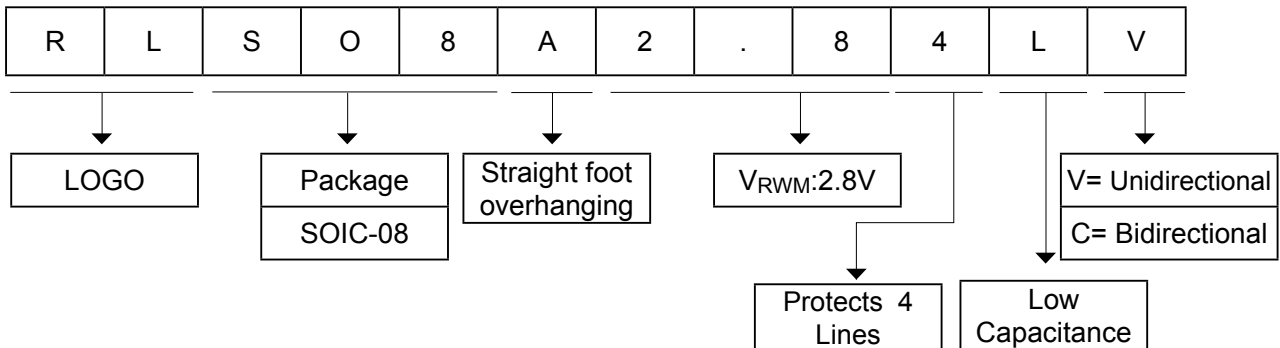 R L S O 8 A 2 . 8 4 L V
LOGO
Package
SOIC-08
Straight foot
overhanging
VRWM:2.8V
V= Unidirectional
C= Bidirectional
Protects 4
Lines
Low
Capacitance